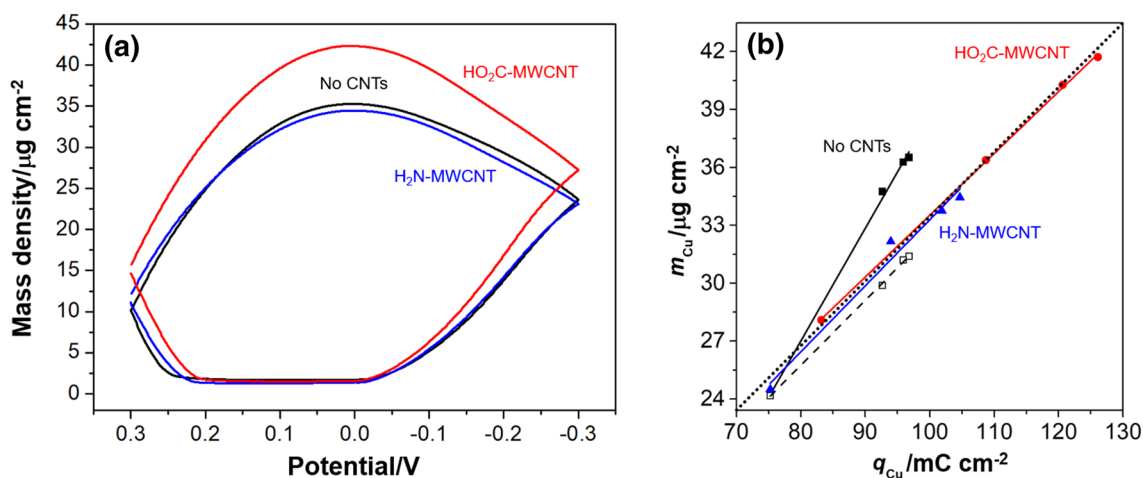 (a)
HO₂C-MWCNT
No CNTs
H₂N-MWCNT
Mass density/μg cm⁻²
45
40
35
30
25
20
15
10
5
0
0.3
0.2
0.1
0.0
-0.1
-0.2
-0.3
Potential/V
(b)
HO₂C-MWCNT
No CNTs
H₂N-MWCNT
m_Cu/μg cm⁻²
42
39
36
33
30
27
24
70
80
90
100
110
120
130
q_Cu/mC cm⁻²